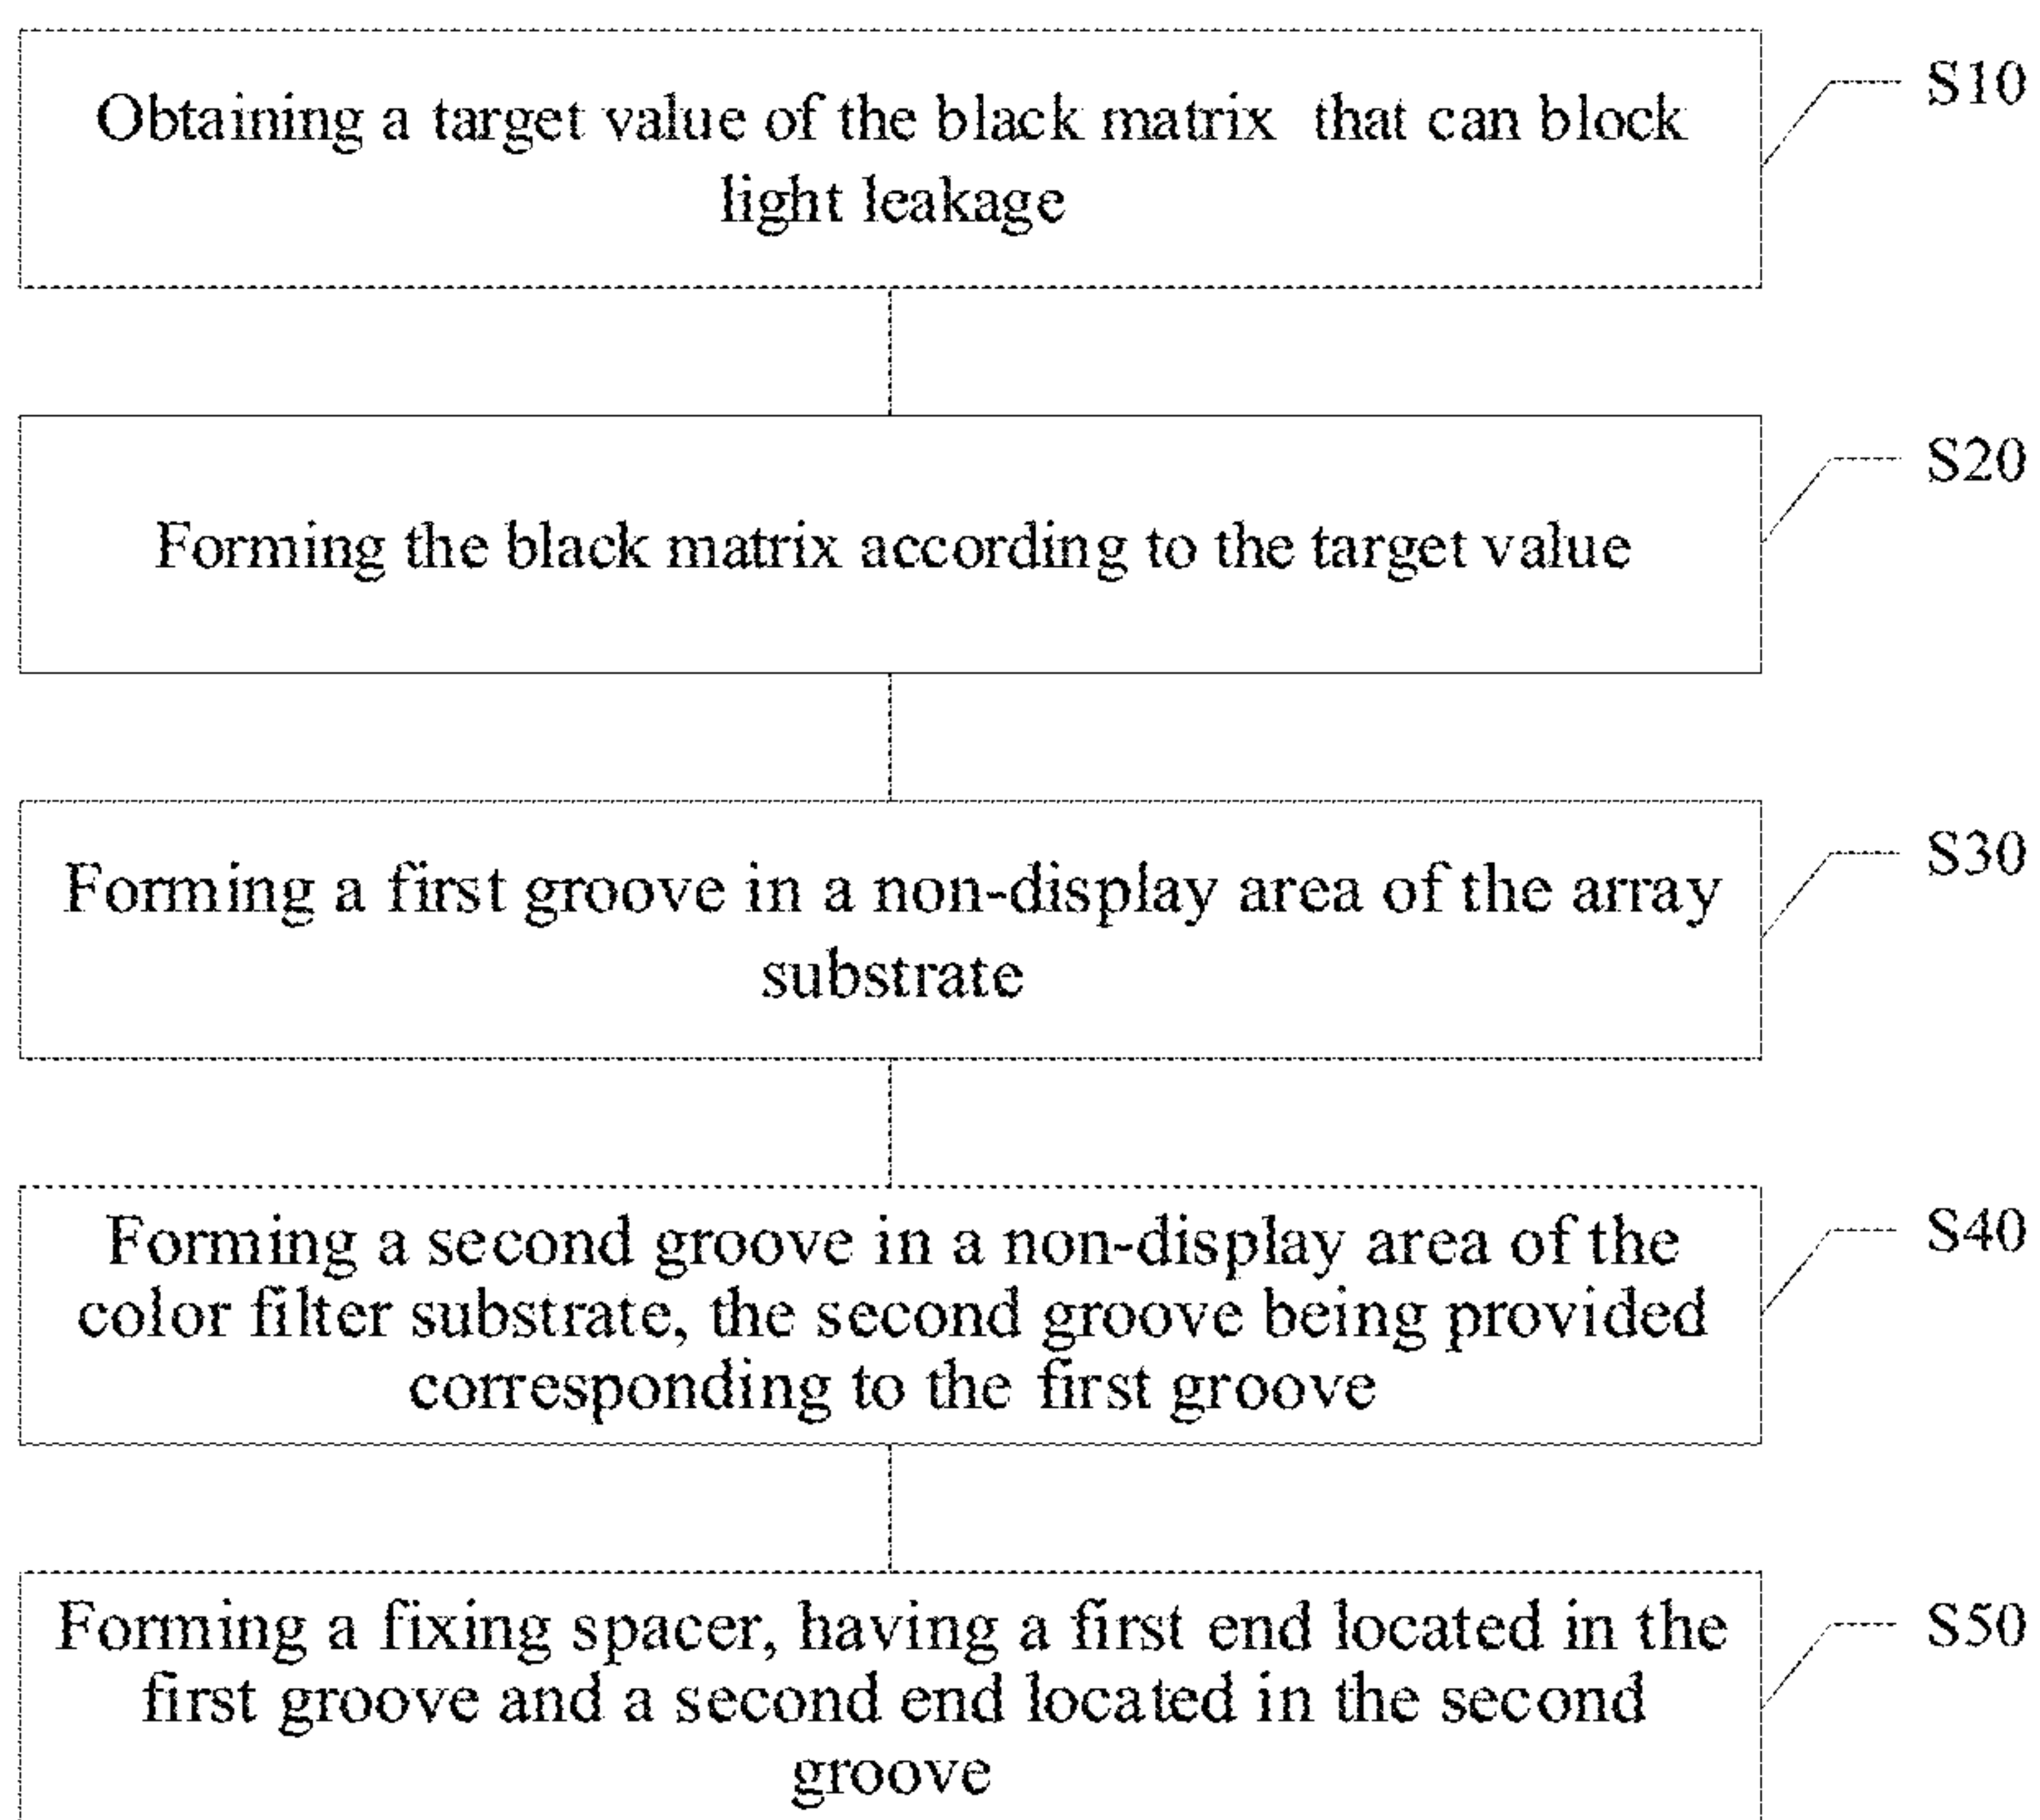 Obtaining a target value of the black matrix that can block
light leakage
S10
Forming the black matrix according to the target value
S20
Forming a first groove in a non-display area of the array
substrate
S30
Forming a second groove in a non-display area of the
color filter substrate, the second groove being provided
corresponding to the first groove
S40
Forming a fixing spacer, having a first end located in the
first groove and a second end located in the second
groove
S50